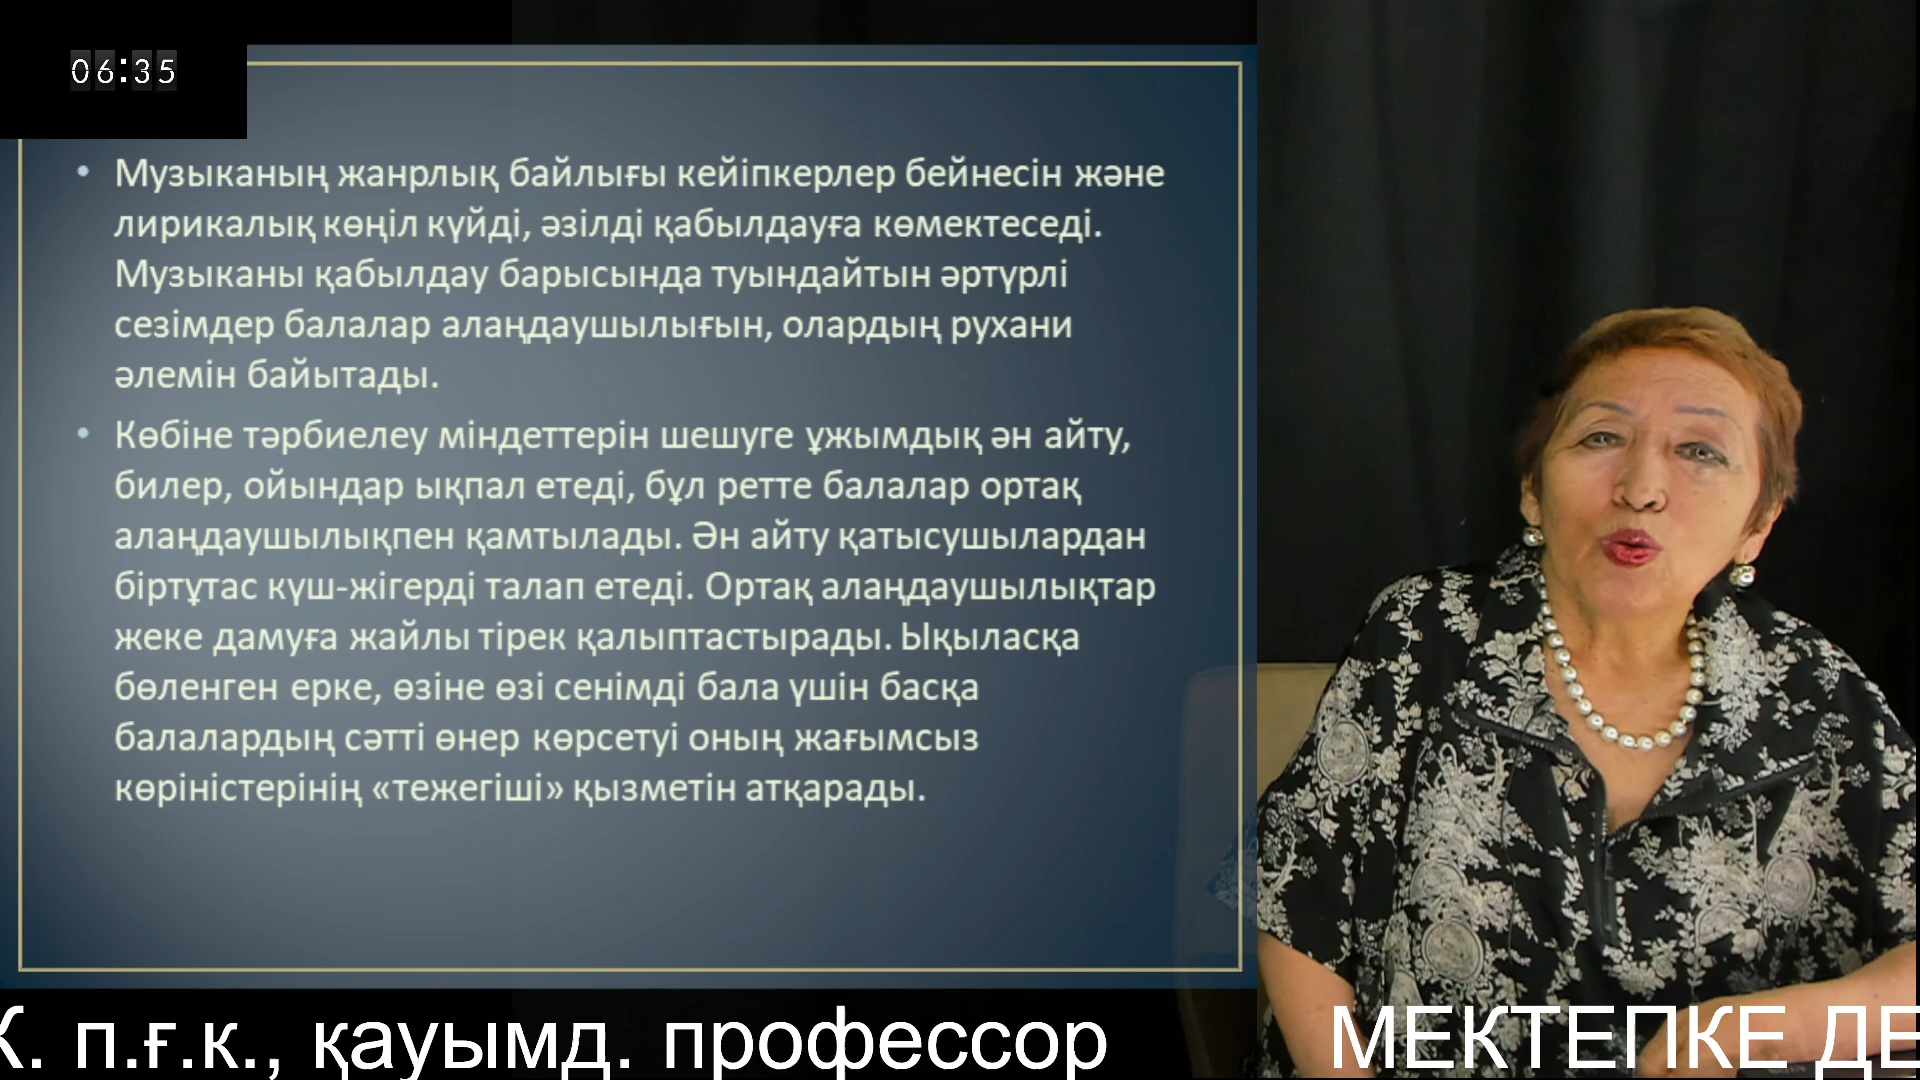 06:35
• Музыканың жанрлық байлығы кейіпкерлер бейнесін және
лирикалық көңіл күйді, әзілді қабылдауға көмектеседі.
Музыканы қабылдау барысында туындайтын әртүрлі
сезімдер балалар алаңдаушылығын, олардың рухани
әлемін байытады.
• Көбіне тәрбиелеу міндеттерін шешуге ұжымдық ән айту,
билер, ойындар ықпал етеді, бұл ретте балалар ортақ
алаңдаушылықпен қамтылады. Ән айту қатысушылардан
біртұтас күш-жігерді талап етеді. Ортақ алаңдаушылықтар
жеке дамуға жайлы тірек қалыптастырады. Ықыласқа
бөленген ерке, өзіне өзі сенімді бала үшін басқа
балалардың сәтті өнер көрсетуі оның жағымсыз
көріністерінің «тежегіші» қызметін атқарады.
К. п.ғ.к., қауымд. профессор МЕКТЕПКЕ ДЕ